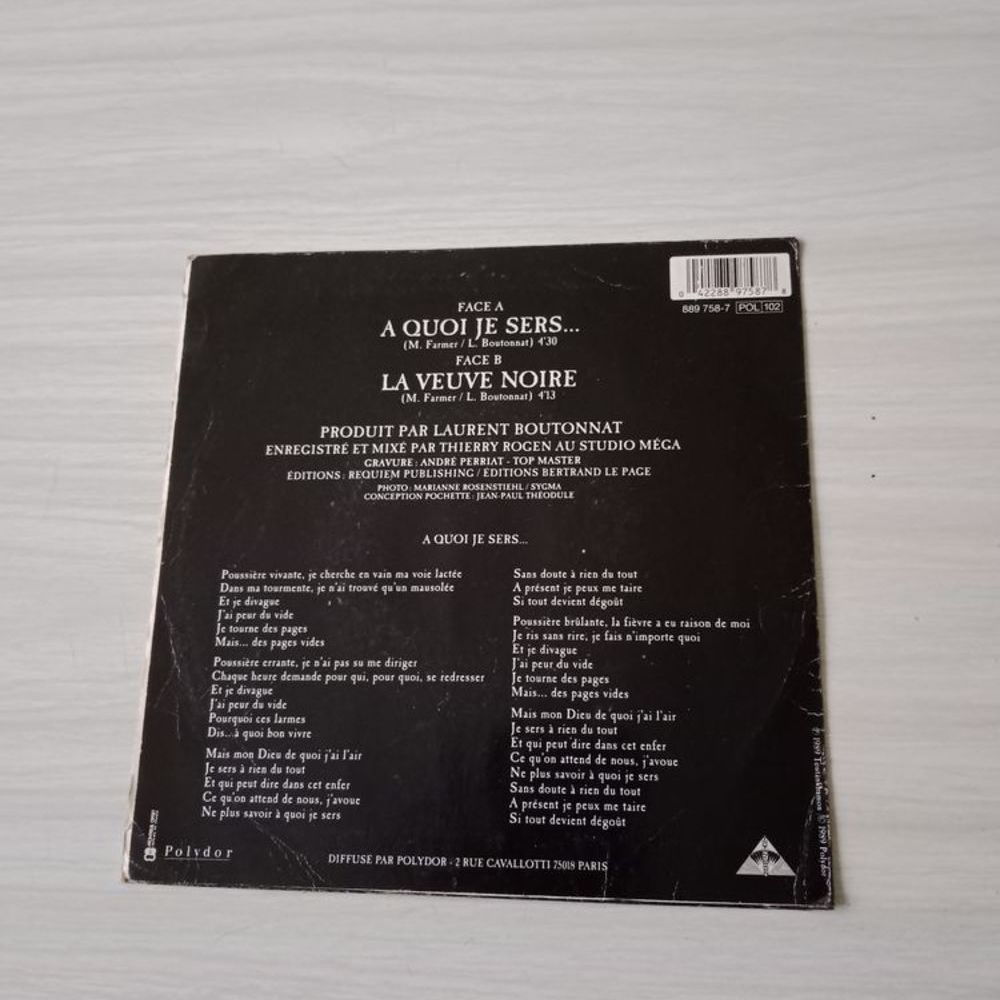 0 42288 97587 8
889 758-7 POL 102
FACE A
A QUOI JE SERS...
(M. Farmer / L. Boutonnat) 4'30
FACE B
LA VEUVE NOIRE
(M. Farmer / L. Boutonnat) 4'13
PRODUIT PAR LAURENT BOUTONNAT
ENREGISTRÉ ET MIXÉ PAR THIERRY ROGEN AU STUDIO MÉGA
GRAVURE : ANDRÉ PERRIAT - TOP MASTER
ÉDITIONS : REQUIEM PUBLISHING / ÉDITIONS BERTRAND LE PAGE
PHOTO : MARIANNE ROSENSTIEHL / SYGMA
CONCEPTION POCHETTE : JEAN-PAUL THÉODULE
A QUOI JE SERS...
Poussière vivante, je cherche en vain ma voie lactée
Dans ma tourmente, je n'ai trouvé qu'un mausolée
Et je divague
J'ai peur du vide
Je tourne des pages
Mais... des pages vides
Poussière errante, je n'ai pas su me diriger
Chaque heure demande pour qui, pour quoi, se redresser
Et je divague
J'ai peur du vide
Pourquoi ces larmes
Dis... à quoi bon vivre
Mais mon Dieu de quoi j'ai l'air
Je sers à rien du tout
Et qui peut dire dans cet enfer
Ce qu'on attend de nous, j'avoue
Ne plus savoir à quoi je sers
Sans doute à rien du tout
A présent je peux me taire
Si tout devient dégoût
Poussière brûlante, la fièvre a eu raison de moi
Je ris sans rire, je fais n'importe quoi
Et je divague
J'ai peur du vide
Je tourne des pages
Mais... des pages vides
Mais mon Dieu de quoi j'ai l'air
Je sers à rien du tout
Et qui peut dire dans cet enfer
Ce qu'on attend de nous, j'avoue
Ne plus savoir à quoi je sers
Sans doute à rien du tout
A présent je peux me taire
Si tout devient dégoût
Polydor
DIFFUSE PAR POLYDOR - 2 RUE CAVALLOTTI 75018 PARIS
℗ 1989 © 1989 Polydor